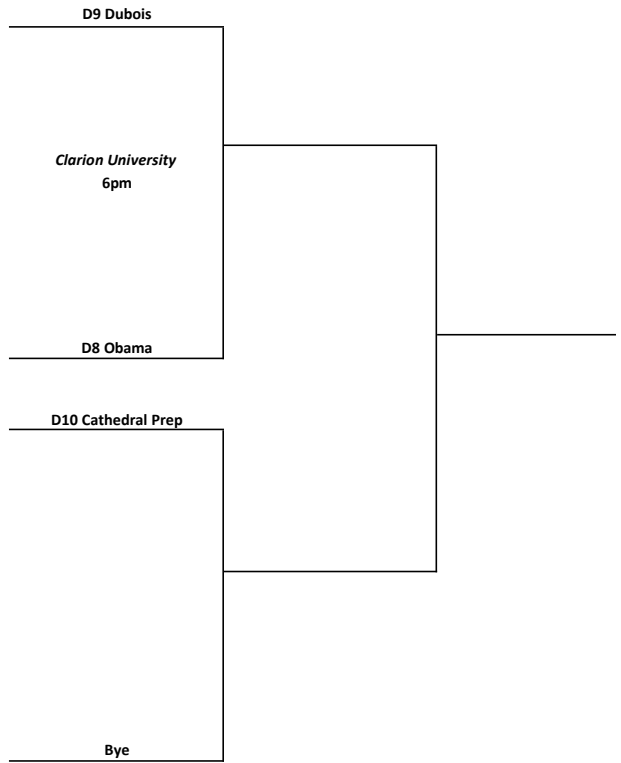 D9 Dubois
Clarion University
6pm
D8 Obama
D10 Cathedral Prep
Bye